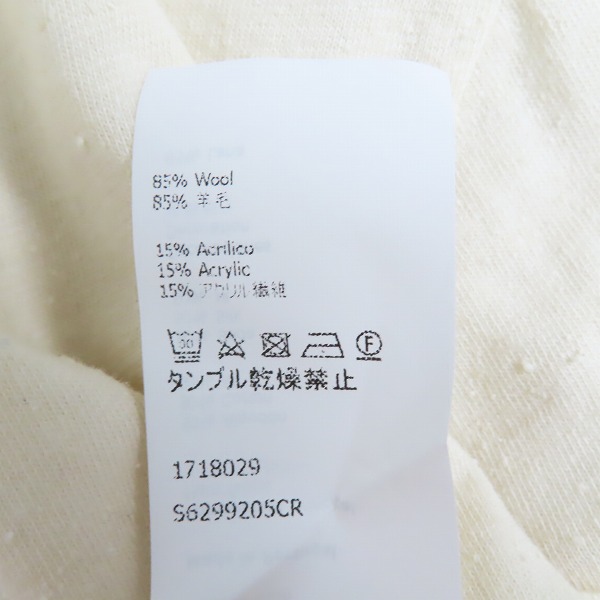 85% Wool
85% 羊毛
15% Acrilico
15% Acrylic
15% アクリル繊維
30 F
タンブル乾燥禁止
1718029
S6299205CR